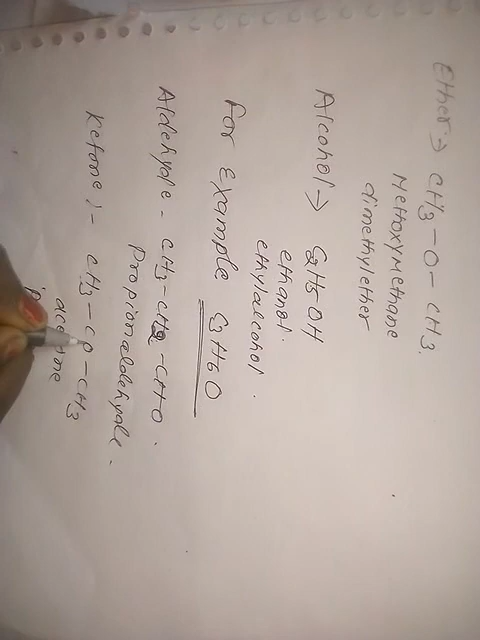 Ether → CH3 - O - CH3.
Methoxymethane
dimethylether
Alcohol → C2H5OH
ethanol.
ethylalcohol.
For Example C3H6O
Aldehyde - CH3-CH2-CHO.
Propionaldehyde.
Ketone :- CH3-CO-CH3